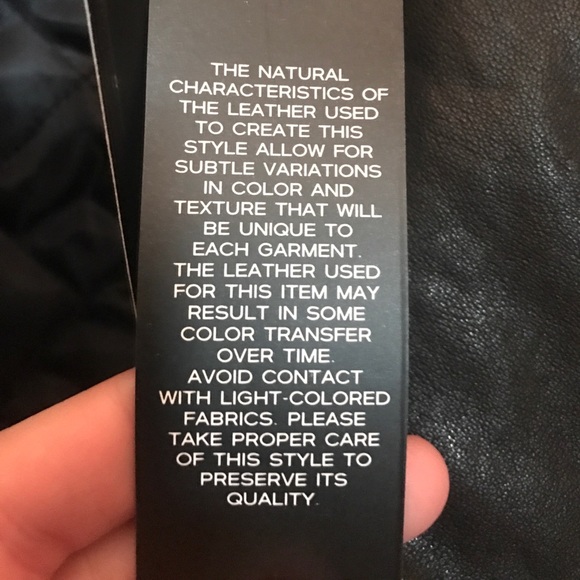 THE NATURAL
CHARACTERISTICS OF
THE LEATHER USED
TO CREATE THIS
STYLE ALLOW FOR
SUBTLE VARIATIONS
IN COLOR AND
TEXTURE THAT WILL
BE UNIQUE TO
EACH GARMENT.
THE LEATHER USED
FOR THIS ITEM MAY
RESULT IN SOME
COLOR TRANSFER
OVER TIME.
AVOID CONTACT
WITH LIGHT-COLORED
FABRICS. PLEASE
TAKE PROPER CARE
OF THIS STYLE TO
PRESERVE ITS
QUALITY.